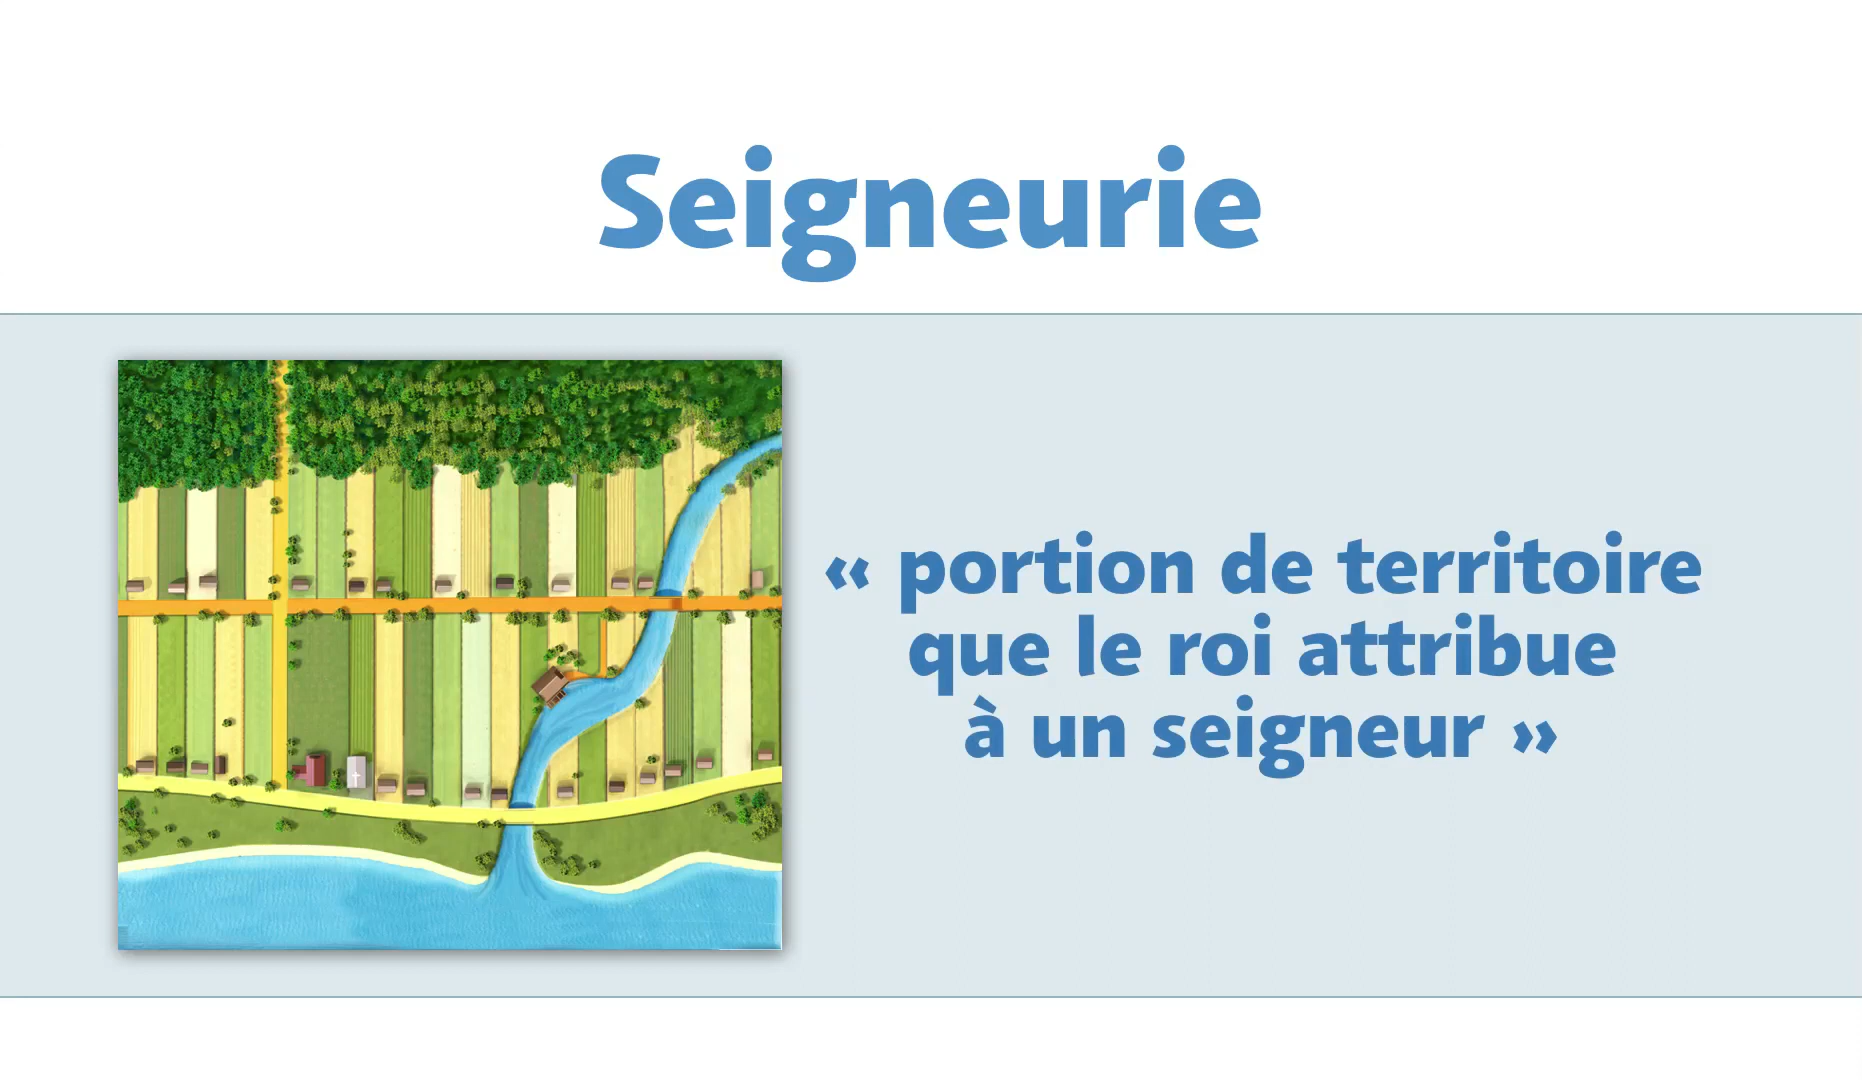 Seigneurie
« portion de territoire
que le roi attribue
à un seigneur »